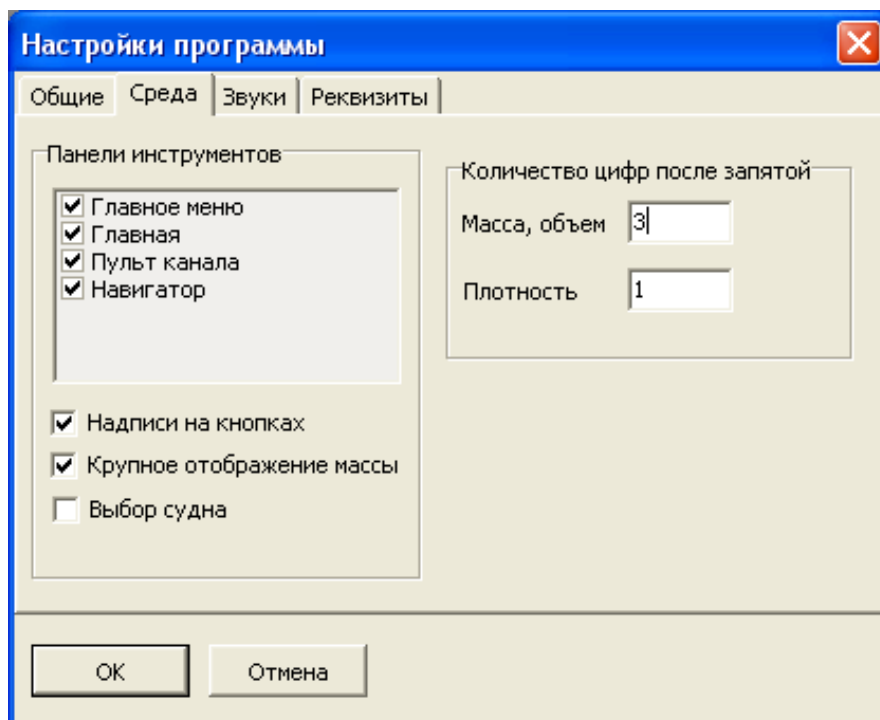 Настройки программы
Общие Среда Звуки Реквизиты
Панели инструментов
Главное меню
Главная
Пульт канала
Навигатор
Надписи на кнопках
Крупное отображение массы
Выбор судна
Количество цифр после запятой
Масса, объем 3
Плотность 1
OK Отмена